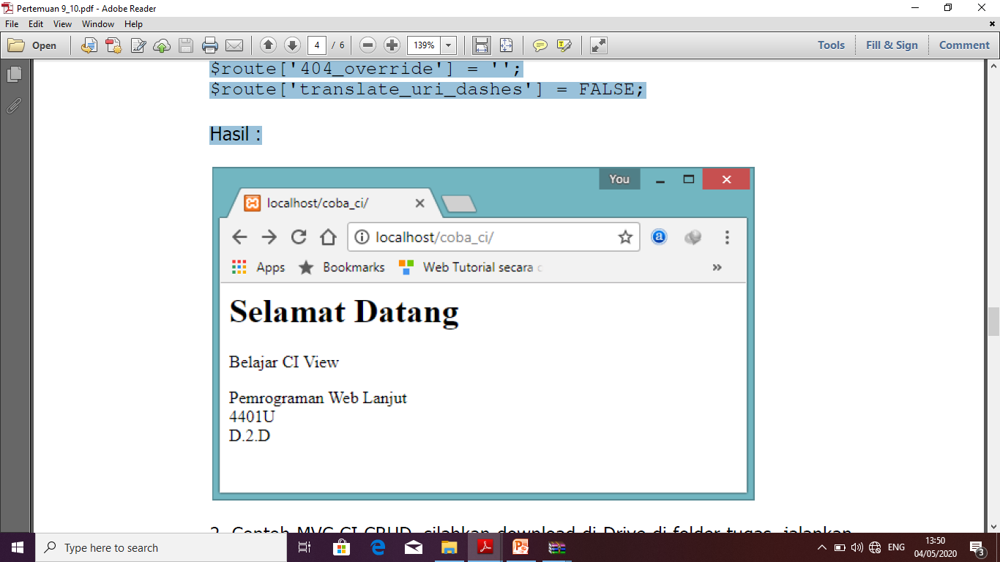 Pertemuan 9_10.pdf - Adobe Reader
File Edit View Window Help
Open 4 / 6 139% Tools Fill & Sign Comment
$route['404_override'] = '';
$route['translate_uri_dashes'] = FALSE;
Hasil :
You
localhost/coba_ci/
localhost/coba_ci/
Apps Bookmarks Web Tutorial secara
Selamat Datang
Belajar CI View
Pemrograman Web Lanjut
4401U
D.2.D
2. Contoh MVC CI CRUD, silahkan download di Drive di folder tugas, jalankan
Type here to search ENG 13:50
04/05/2020 3